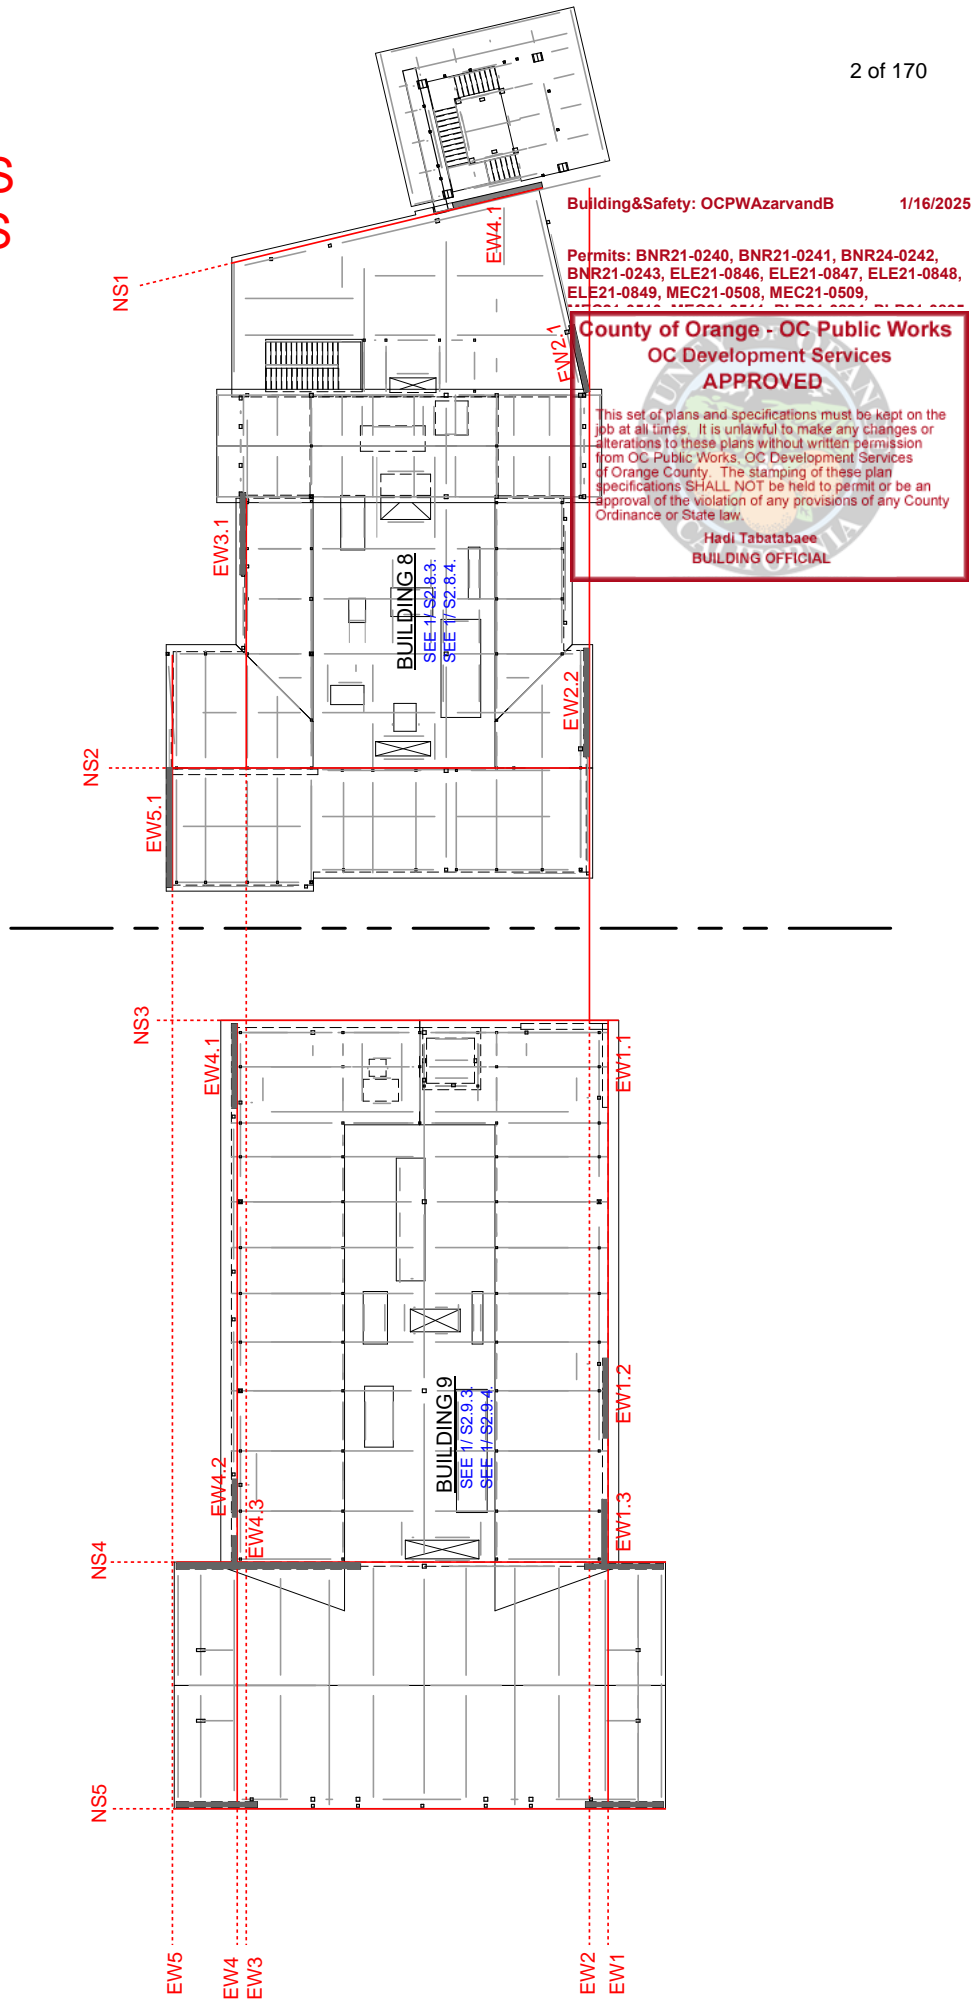 2 of 170
S
S
Building&Safety: OCPWAzarvandB 1/16/2025
Permits: BNR21-0240, BNR21-0241, BNR24-0242,
BNR21-0243, ELE21-0846, ELE21-0847, ELE21-0848,
ELE21-0849, MEC21-0508, MEC21-0509,
County of Orange - OC Public Works
OC Development Services
APPROVED
This set of plans and specifications must be kept on the
job at all times. It is unlawful to make any changes or
alterations to these plans without written permission
from OC Public Works, OC Development Services
of Orange County. The stamping of these plan
specifications SHALL NOT be held to permit or be an
approval of the violation of any provisions of any County
Ordinance or State law.
Hadi Tabatabaee
BUILDING OFFICIAL
COUNTY OF
CALIFORNIA
NS1
EW4.1
EW2.1
EW3.1
BUILDING 8
SEE 1/ S2.8.3.
SEE 1/ S2.8.4.
EW2.2
NS2
EW5.1
NS3
EW4.1
EW1.1
EW1.2
BUILDING 9
SEE 1/ S2.9.3.
SEE 1/ S2.9.4.
EW4.2
EW4.3
EW1.3
NS4
NS5
EW5
EW4
EW3
EW2
EW1